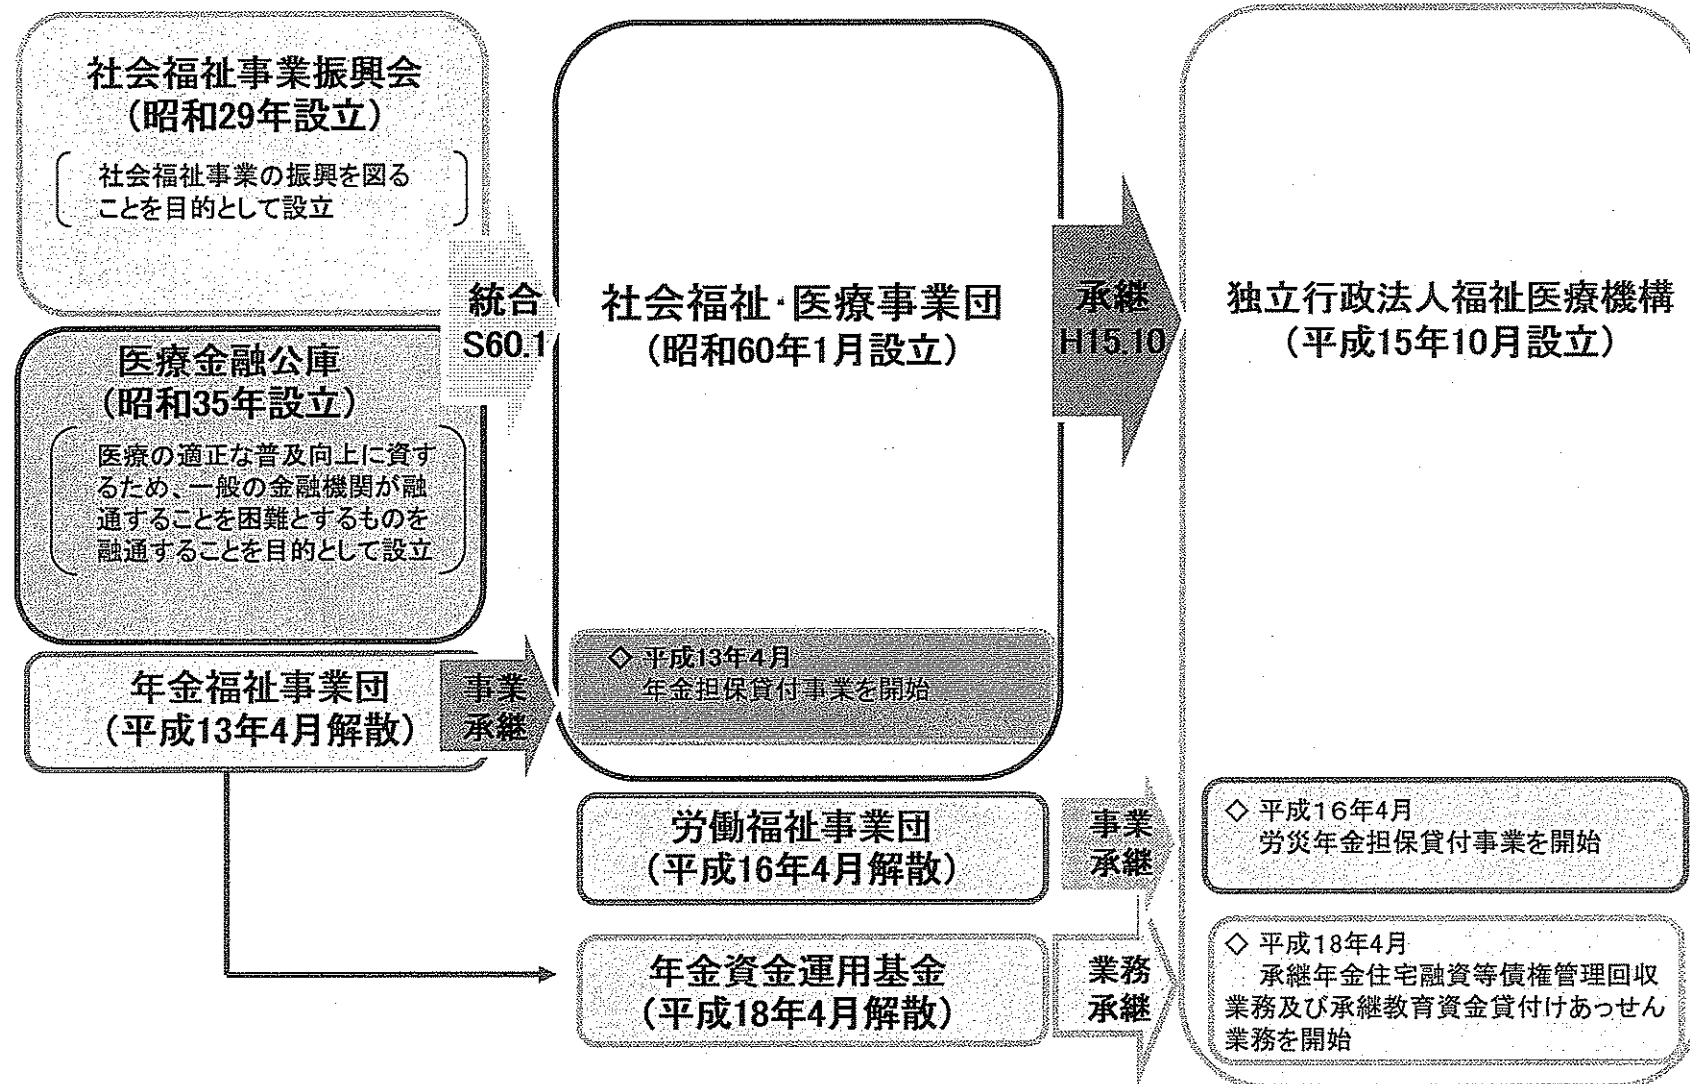 社会福祉事業振興会
(昭和29年設立)
社会福祉事業の振興を図る
ことを目的として設立
医療金融公庫
(昭和35年設立)
医療の適正な普及向上に資す
るため、一般の金融機関が融
通することを困難とするものを
融通することを目的として設立
統合
S60.1
年金福祉事業団
(平成13年4月解散)
事業
承継
社会福祉・医療事業団
(昭和60年1月設立)
◇ 平成13年4月
年金担保貸付事業を開始
承継
H15.10
独立行政法人福祉医療機構
(平成15年10月設立)
労働福祉事業団
(平成16年4月解散)
事業
承継
◇ 平成16年4月
労災年金担保貸付事業を開始
年金資金運用基金
(平成18年4月解散)
業務
承継
◇ 平成18年4月
承継年金住宅融資等債権管理回収
業務及び承継教育資金貸付けあっせん
業務を開始